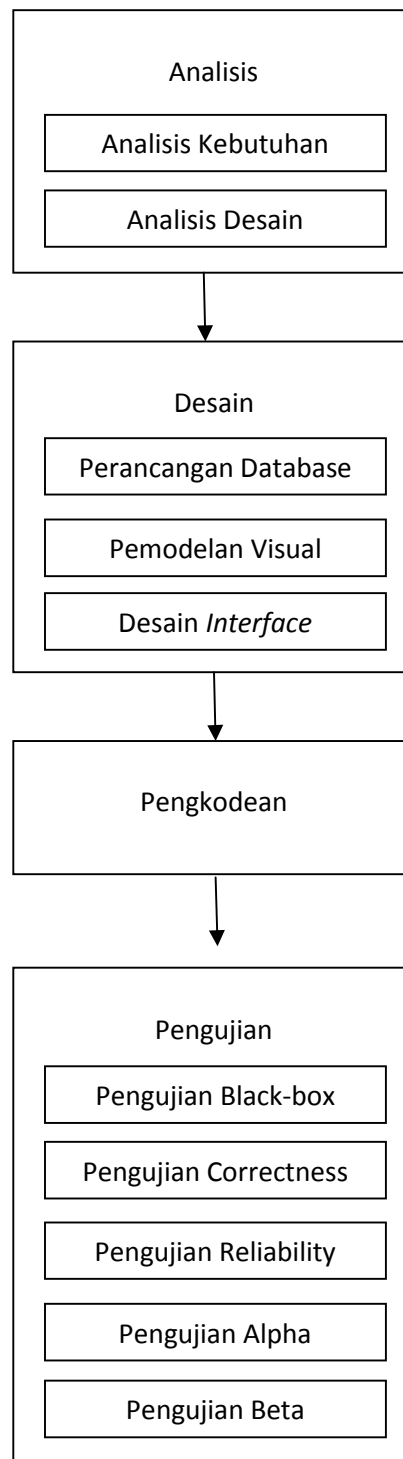 Analisis
Analisis Kebutuhan
Analisis Desain
Desain
Perancangan Database
Pemodelan Visual
Desain Interface
Pengkodean
Pengujian
Pengujian Black-box
Pengujian Correctness
Pengujian Reliability
Pengujian Alpha
Pengujian Beta